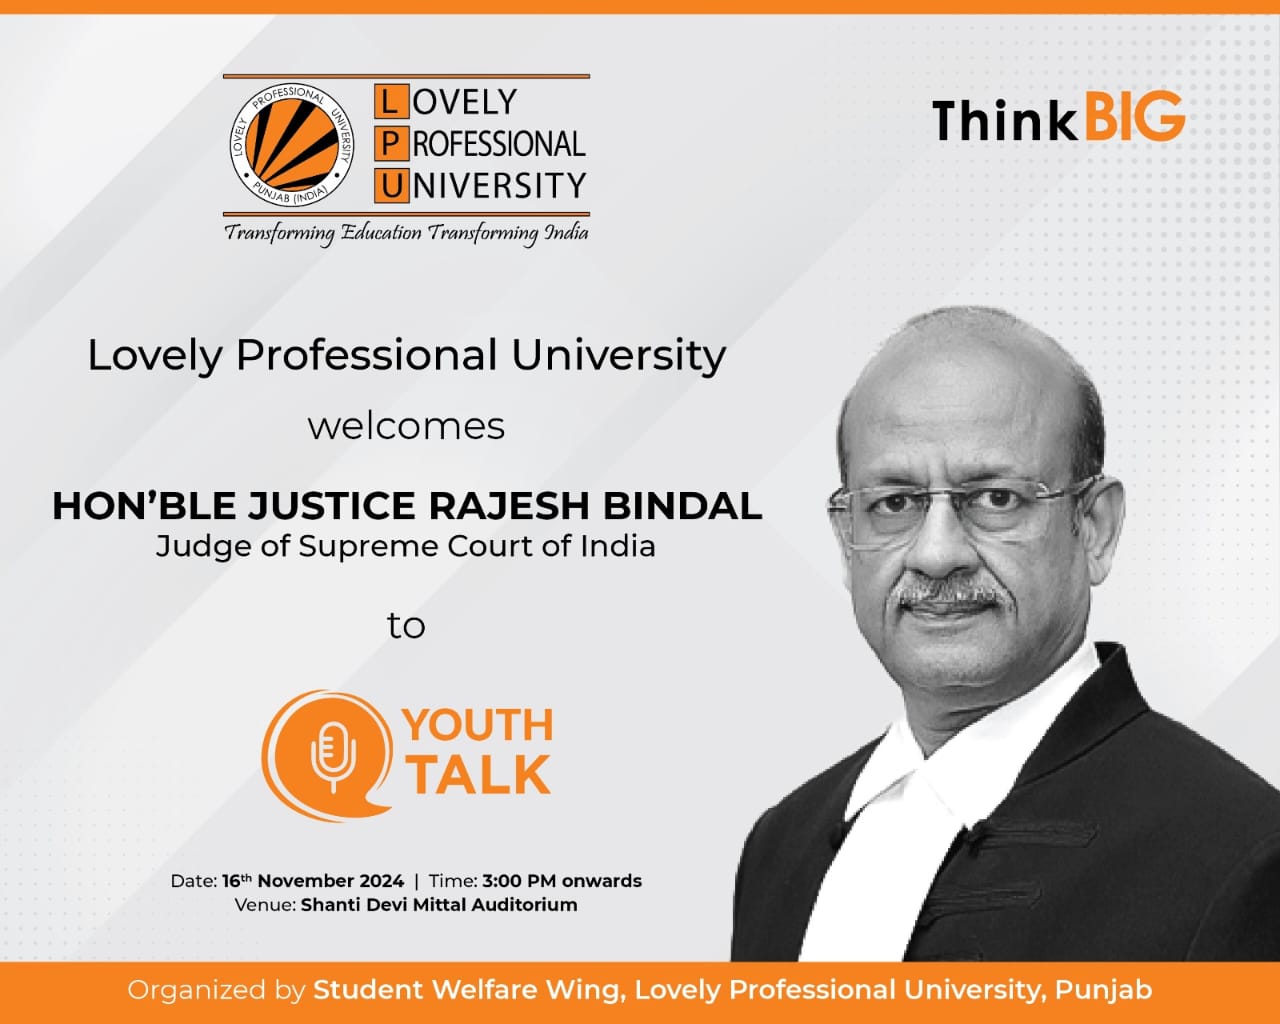 LOVELY PROFESSIONAL UNIVERSITY
PUNJAB (INDIA)
LOVELY
PROFESSIONAL
UNIVERSITY
Transforming Education Transforming India
Think BIG
Lovely Professional University
welcomes
HON'BLE JUSTICE RAJESH BINDAL
Judge of Supreme Court of India
to
YOUTH
TALK
Date: 16th November 2024 | Time: 3:00 PM onwards
Venue: Shanti Devi Mittal Auditorium
Organized by Student Welfare Wing, Lovely Professional University, Punjab